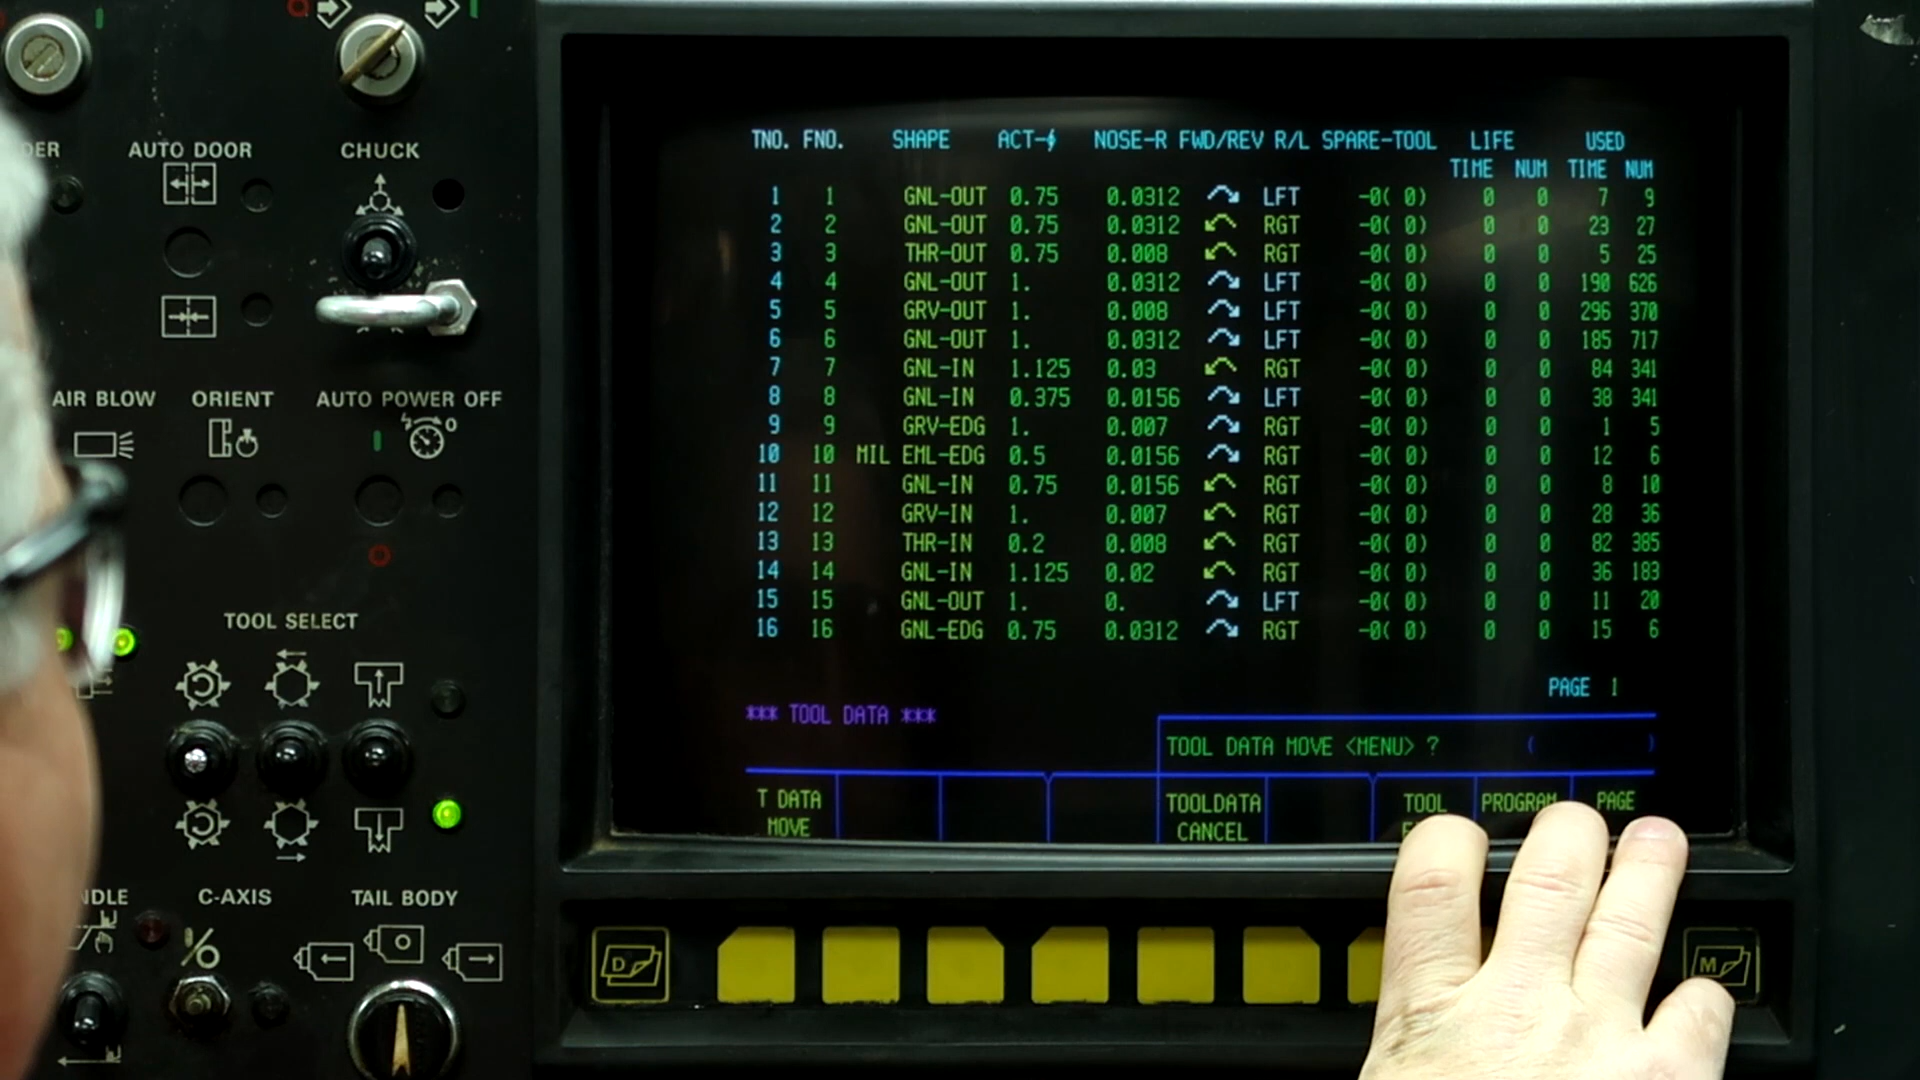 DER AUTO DOOR CHUCK
AIR BLOW ORIENT AUTO POWER OFF
TOOL SELECT
NDLE C-AXIS TAIL BODY
TNO. FNO. SHAPE ACT-ϕ NOSE-R FWD/REV R/L SPARE-TOOL LIFE USED
TIME NUM TIME NUM
1 1 GNL-OUT 0.75 0.0312 LFT -0( 0) 0 0 7 9
2 2 GNL-OUT 0.75 0.0312 RGT -0( 0) 0 0 23 27
3 3 THR-OUT 0.75 0.008 RGT -0( 0) 0 0 5 25
4 4 GNL-OUT 1. 0.0312 LFT -0( 0) 0 0 190 626
5 5 GRV-OUT 1. 0.008 LFT -0( 0) 0 0 296 370
6 6 GNL-OUT 1. 0.0312 LFT -0( 0) 0 0 185 717
7 7 GNL-IN 1.125 0.03 RGT -0( 0) 0 0 84 341
8 8 GNL-IN 0.375 0.0156 LFT -0( 0) 0 0 38 341
9 9 GRV-EDG 1. 0.007 RGT -0( 0) 0 0 1 5
10 10 MIL EML-EDG 0.5 0.0156 RGT -0( 0) 0 0 12 6
11 11 GNL-IN 0.75 0.0156 RGT -0( 0) 0 0 8 10
12 12 GRV-IN 1. 0.007 RGT -0( 0) 0 0 28 36
13 13 THR-IN 0.2 0.008 RGT -0( 0) 0 0 82 385
14 14 GNL-IN 1.125 0.02 RGT -0( 0) 0 0 36 183
15 15 GNL-OUT 1. 0. LFT -0( 0) 0 0 11 20
16 16 GNL-EDG 0.75 0.0312 RGT -0( 0) 0 0 15 6
PAGE 1
*** TOOL DATA ***
TOOL DATA MOVE <MENU> ? ( )
T DATA TOOLDATA TOOL PROGRAM PAGE
MOVE CANCEL
D M